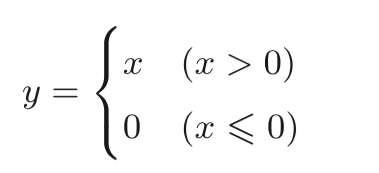 y = { x (x > 0)
0 (x ⩽ 0)